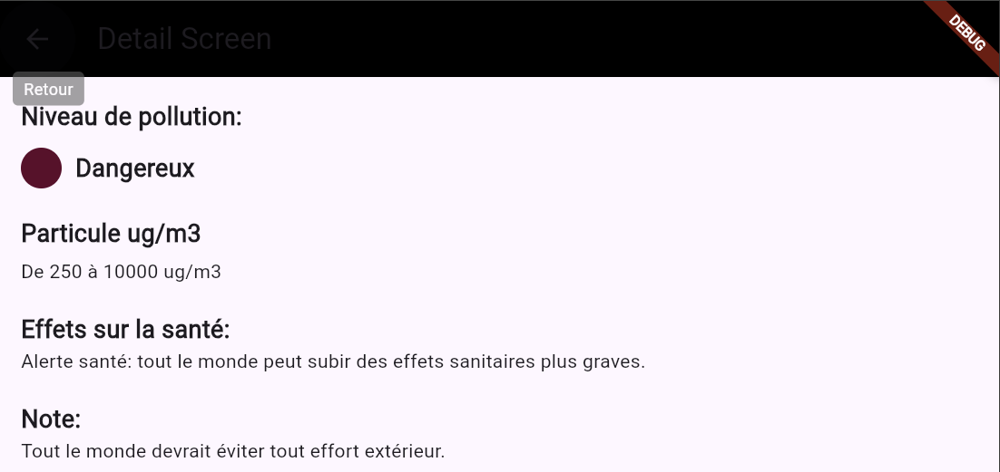 Detail Screen
DEBUG
Retour
Niveau de pollution:
Dangereux
Particule ug/m3
De 250 à 10000 ug/m3
Effets sur la santé:
Alerte santé: tout le monde peut subir des effets sanitaires plus graves.
Note:
Tout le monde devrait éviter tout effort extérieur.